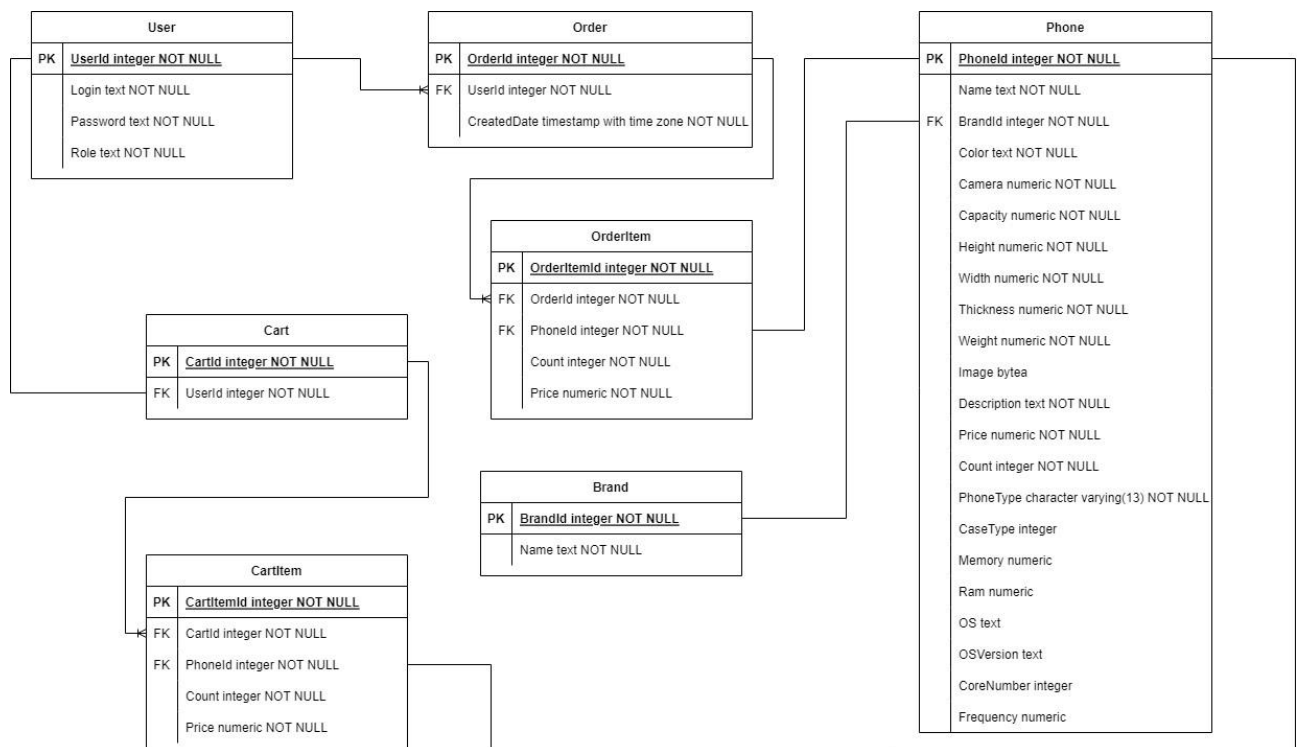 User
PK UserId integer NOT NULL
Login text NOT NULL
Password text NOT NULL
Role text NOT NULL
Order
PK OrderId integer NOT NULL
FK UserId integer NOT NULL
CreatedDate timestamp with time zone NOT NULL
Phone
PK PhoneId integer NOT NULL
Name text NOT NULL
FK BrandId integer NOT NULL
Color text NOT NULL
Camera numeric NOT NULL
Capacity numeric NOT NULL
Height numeric NOT NULL
Width numeric NOT NULL
Thickness numeric NOT NULL
Weight numeric NOT NULL
Image bytea
Description text NOT NULL
Price numeric NOT NULL
Count integer NOT NULL
PhoneType character varying(13) NOT NULL
CaseType integer
Memory numeric
Ram numeric
OS text
OSVersion text
CoreNumber integer
Frequency numeric
OrderItem
PK OrderItemId integer NOT NULL
FK OrderId integer NOT NULL
FK PhoneId integer NOT NULL
Count integer NOT NULL
Price numeric NOT NULL
Cart
PK CartId integer NOT NULL
FK UserId integer NOT NULL
Brand
PK BrandId integer NOT NULL
Name text NOT NULL
CartItem
PK CartItemId integer NOT NULL
FK CartId integer NOT NULL
FK PhoneId integer NOT NULL
Count integer NOT NULL
Price numeric NOT NULL